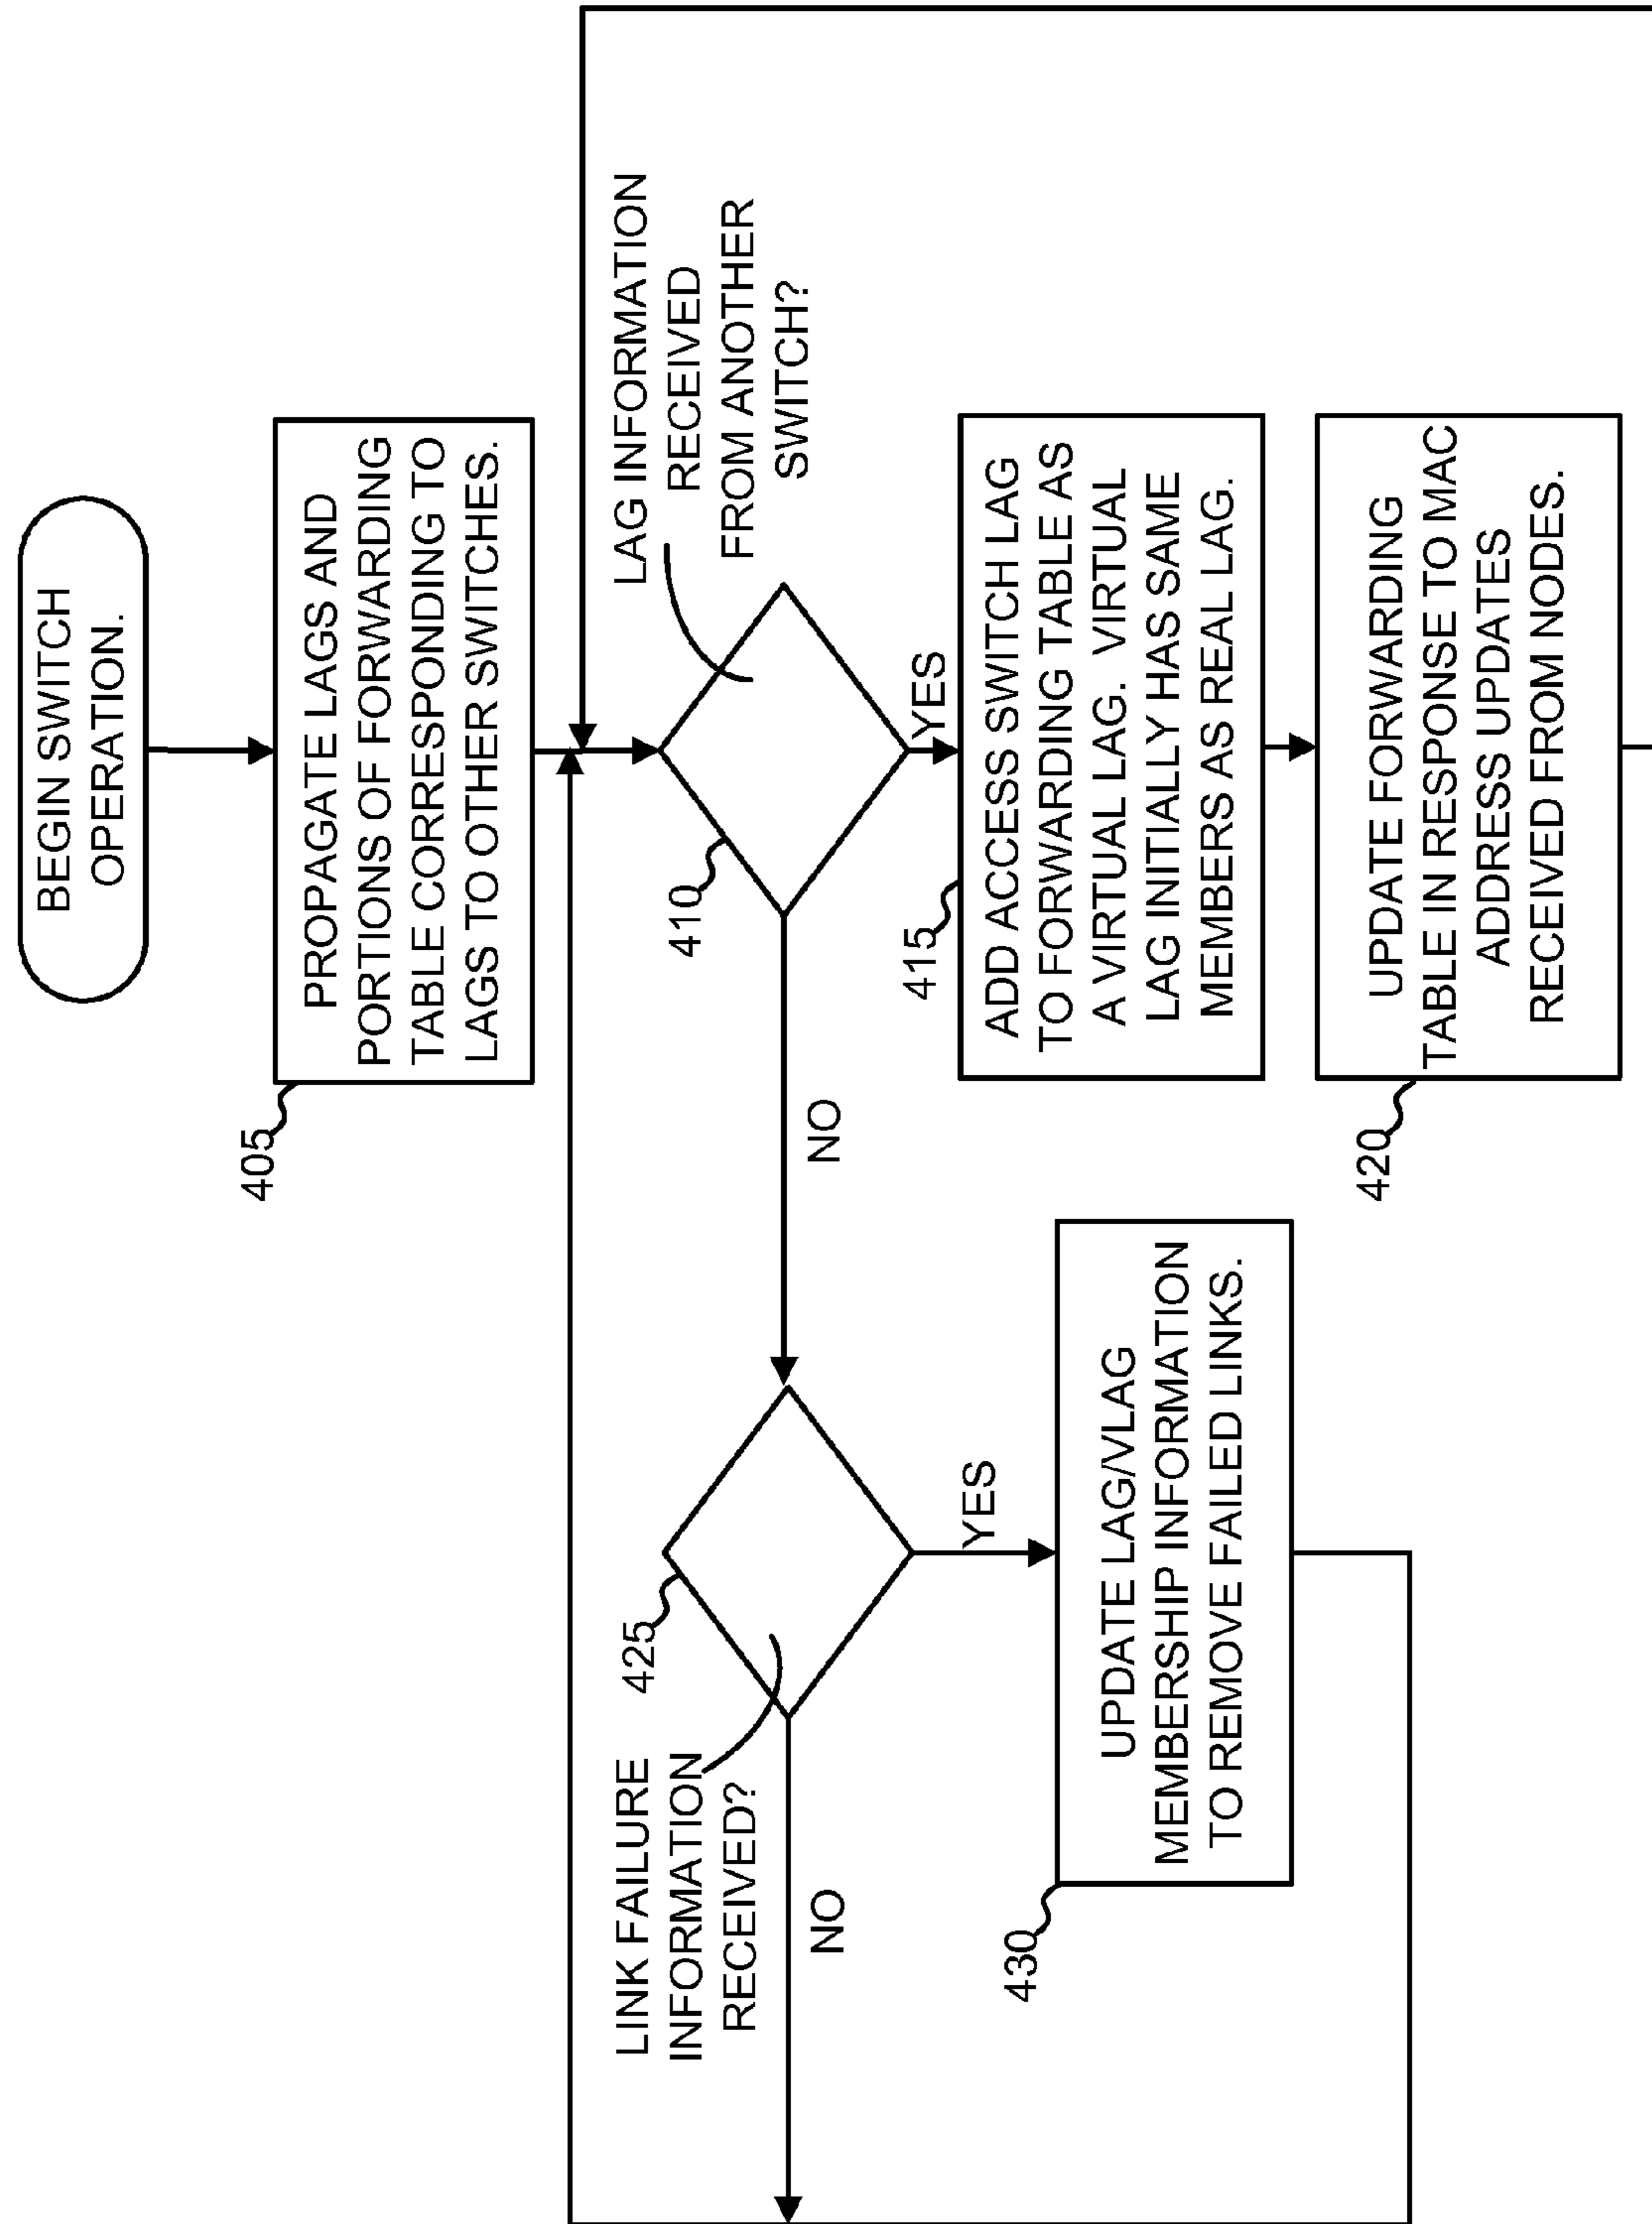 BEGIN SWITCH
OPERATION.
405
PROPAGATE LAGS AND
PORTIONS OF FORWARDING
TABLE CORRESPONDING TO
LAGS TO OTHER SWITCHES.
LAG INFORMATION
RECEIVED
FROM ANOTHER
SWITCH?
410
YES
NO
415
ADD ACCESS SWITCH LAG
TO FORWARDING TABLE AS
A VIRTUAL LAG. VIRTUAL
LAG INITIALLY HAS SAME
MEMBERS AS REAL LAG.
420
UPDATE FORWARDING
TABLE IN RESPONSE TO MAC
ADDRESS UPDATES
RECEIVED FROM NODES.
LINK FAILURE
INFORMATION
RECEIVED?
425
NO
YES
430
UPDATE LAG/VLAG
MEMBERSHIP INFORMATION
TO REMOVE FAILED LINKS.